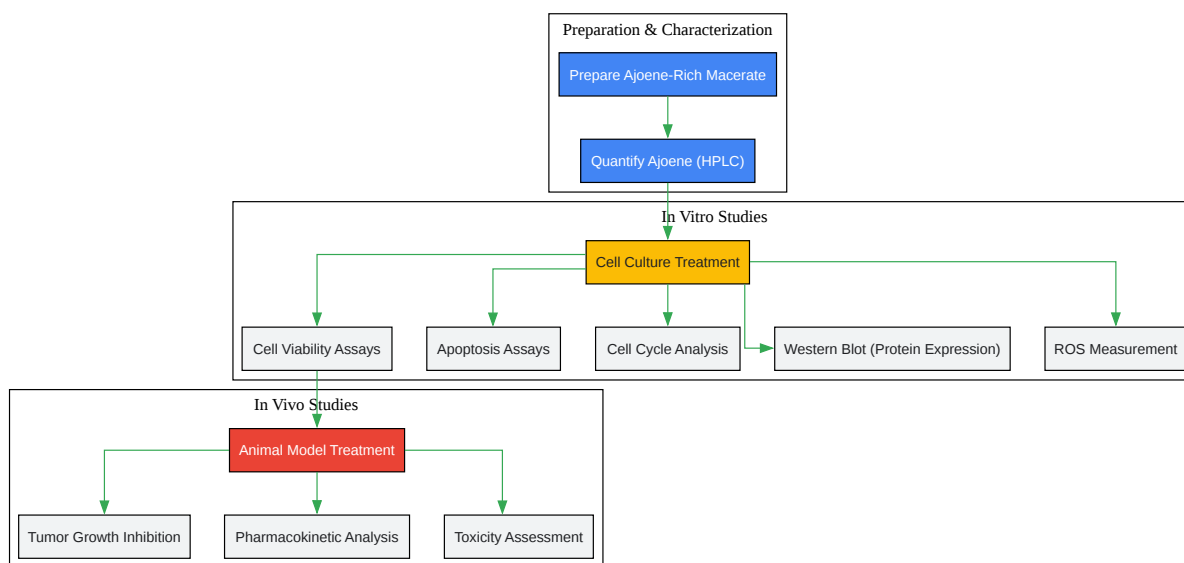 Preparation & Characterization
Prepare Ajoene-Rich Macerate
Quantify Ajoene (HPLC)
In Vitro Studies
Cell Culture Treatment
Cell Viability Assays
Apoptosis Assays
Cell Cycle Analysis
Western Blot (Protein Expression)
ROS Measurement
In Vivo Studies
Animal Model Treatment
Tumor Growth Inhibition
Pharmacokinetic Analysis
Toxicity Assessment